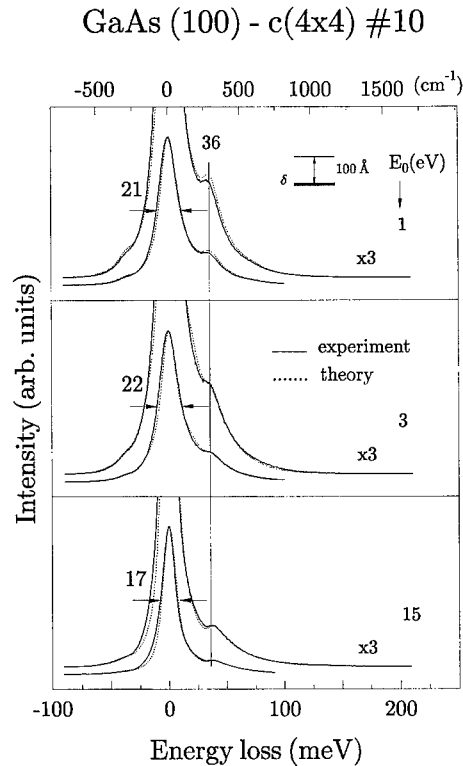 GaAs (100) - c(4x4) #10
-500 0 500 1000 1500 (cm⁻¹)
36
100 Å
δ
E₀(eV)
21
1
x3
experiment
theory
22
3
x3
17
15
x3
Intensity (arb. units)
-100 0 100 200
Energy loss (meV)